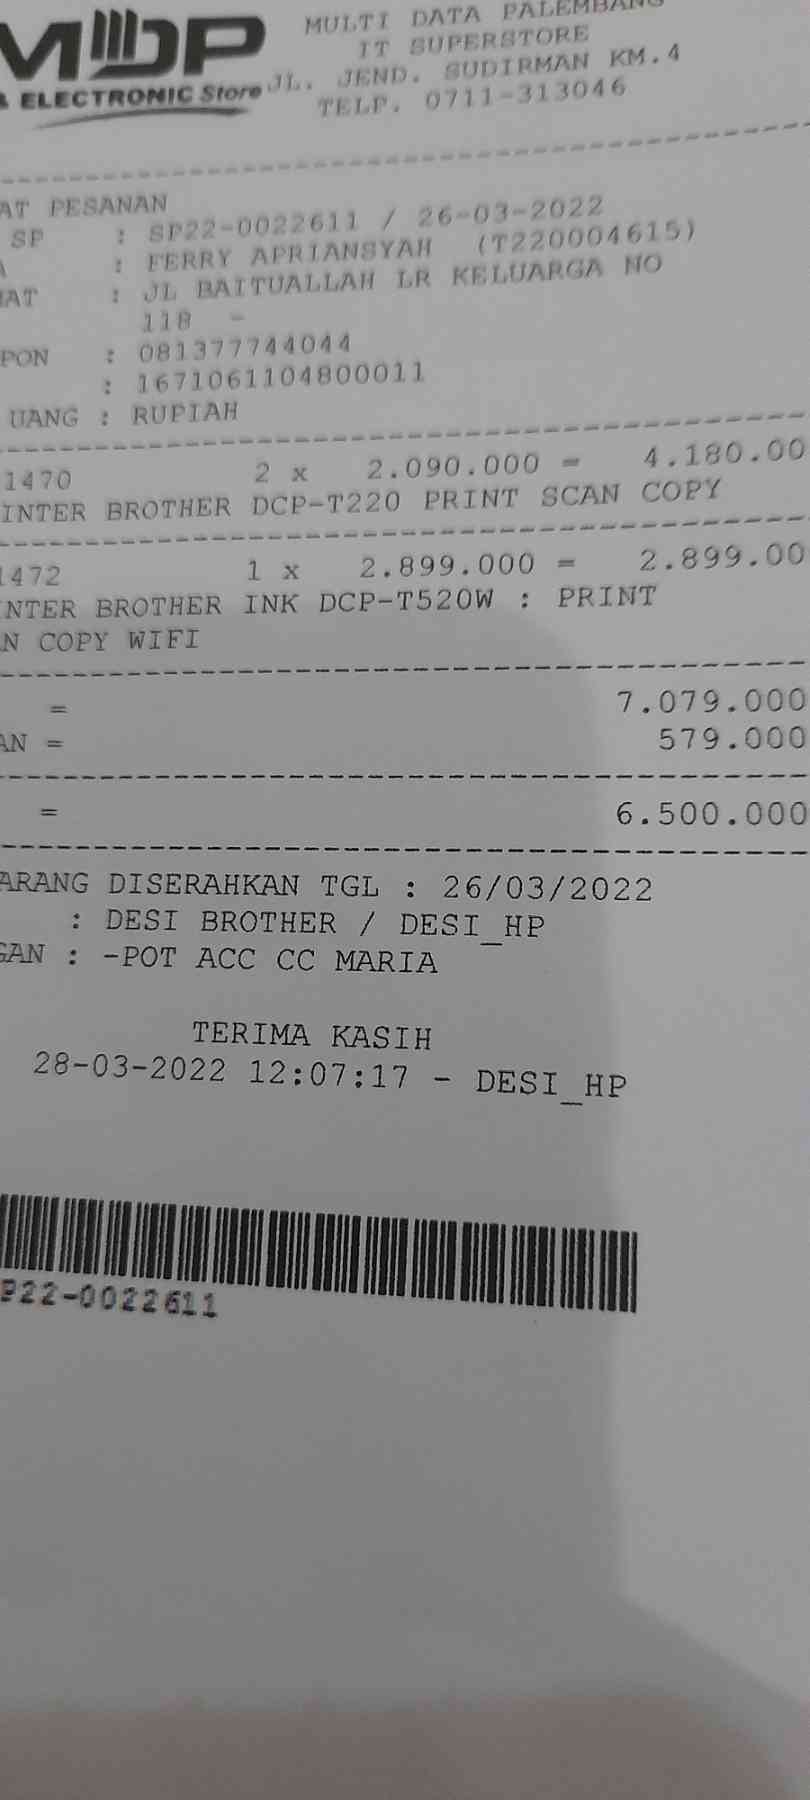 MDP
& ELECTRONIC Store
MULTI DATA PALEMBANG
IT SUPERSTORE
JL. JEND. SUDIRMAN KM.4
TELP. 0711-313046
AT PESANAN
SP : SP22-0022611 / 26-03-2022
A : FERRY APRIANSYAH (T220004615)
MAT : JL BAITUALLAH LR KELUARGA NO
118 -
PON : 081377744044
: 1671061104800011
UANG : RUPIAH
1470 2 x 2.090.000 = 4.180.00
INTER BROTHER DCP-T220 PRINT SCAN COPY
1472 1 x 2.899.000 = 2.899.00
NTER BROTHER INK DCP-T520W : PRINT
N COPY WIFI
= 7.079.000
AN = 579.000
= 6.500.000
ARANG DISERAHKAN TGL : 26/03/2022
: DESI BROTHER / DESI_HP
GAN : -POT ACC CC MARIA
TERIMA KASIH
28-03-2022 12:07:17 - DESI_HP
P22-0022611